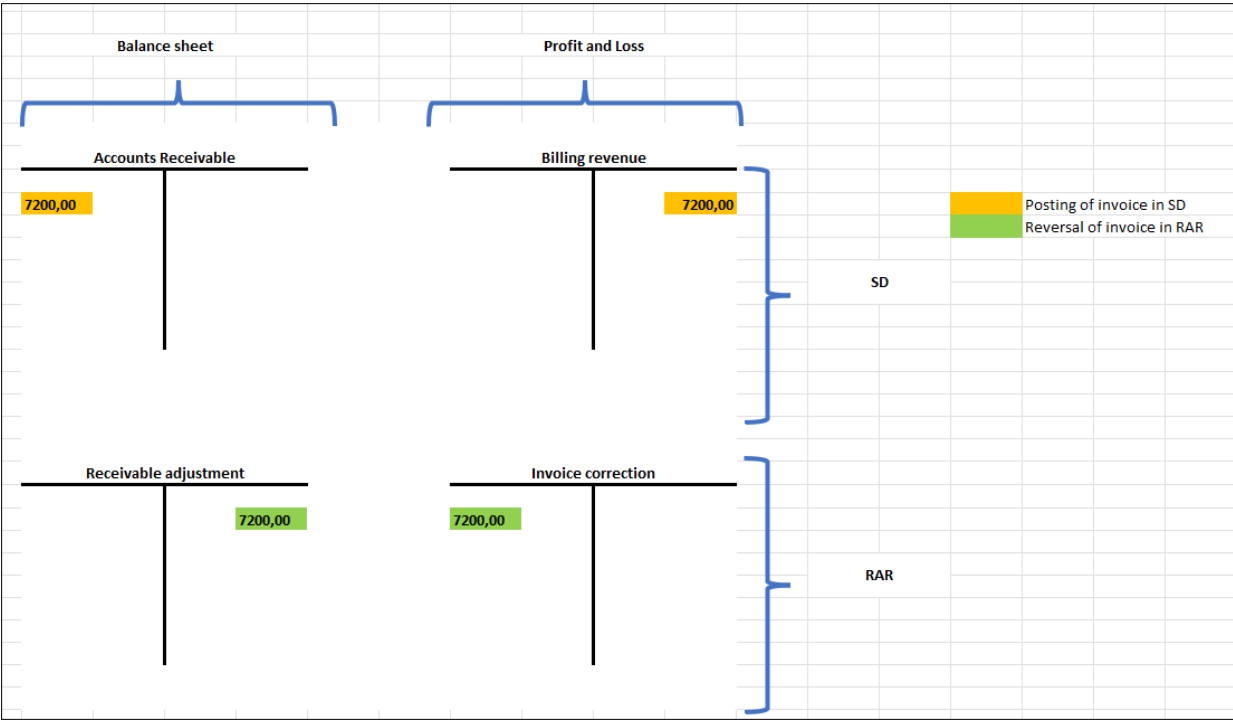 Balance sheet
Profit and Loss
Accounts Receivable
Billing revenue
7200,00
7200,00
Posting of invoice in SD
Reversal of invoice in RAR
SD
Receivable adjustment
Invoice correction
7200,00
7200,00
RAR